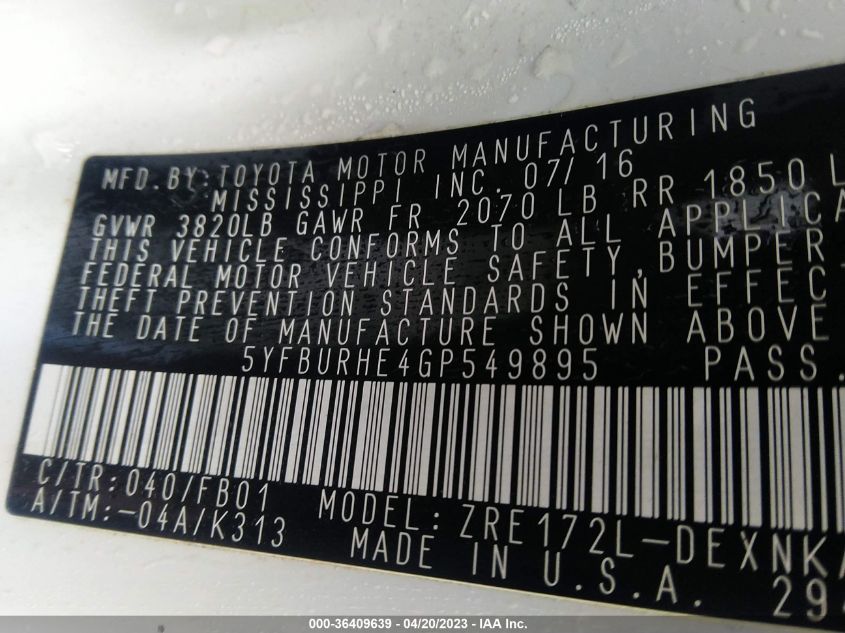 MFD.BY:TOYOTA MOTOR MANUFACTURING
MISSISSIPPI INC. 07/16
GVWR 3820LB GAWR FR 2070 LB RR 1850 L
THIS VEHICLE CONFORMS TO ALL APPLICA
FEDERAL MOTOR VEHICLE SAFETY,BUMPER
THEFT PREVENTION STANDARDS IN EFFEC
THE DATE OF MANUFACTURE SHOWN ABOVE
5YFBURHE4GP549895 PASS.
C/TR:040/FB01 MODEL:ZRE172L-DEXNKA
A/TM:-04A/K313 MADE IN U.S.A. 29
000-36409639 - 04/20/2023 - IAA Inc.